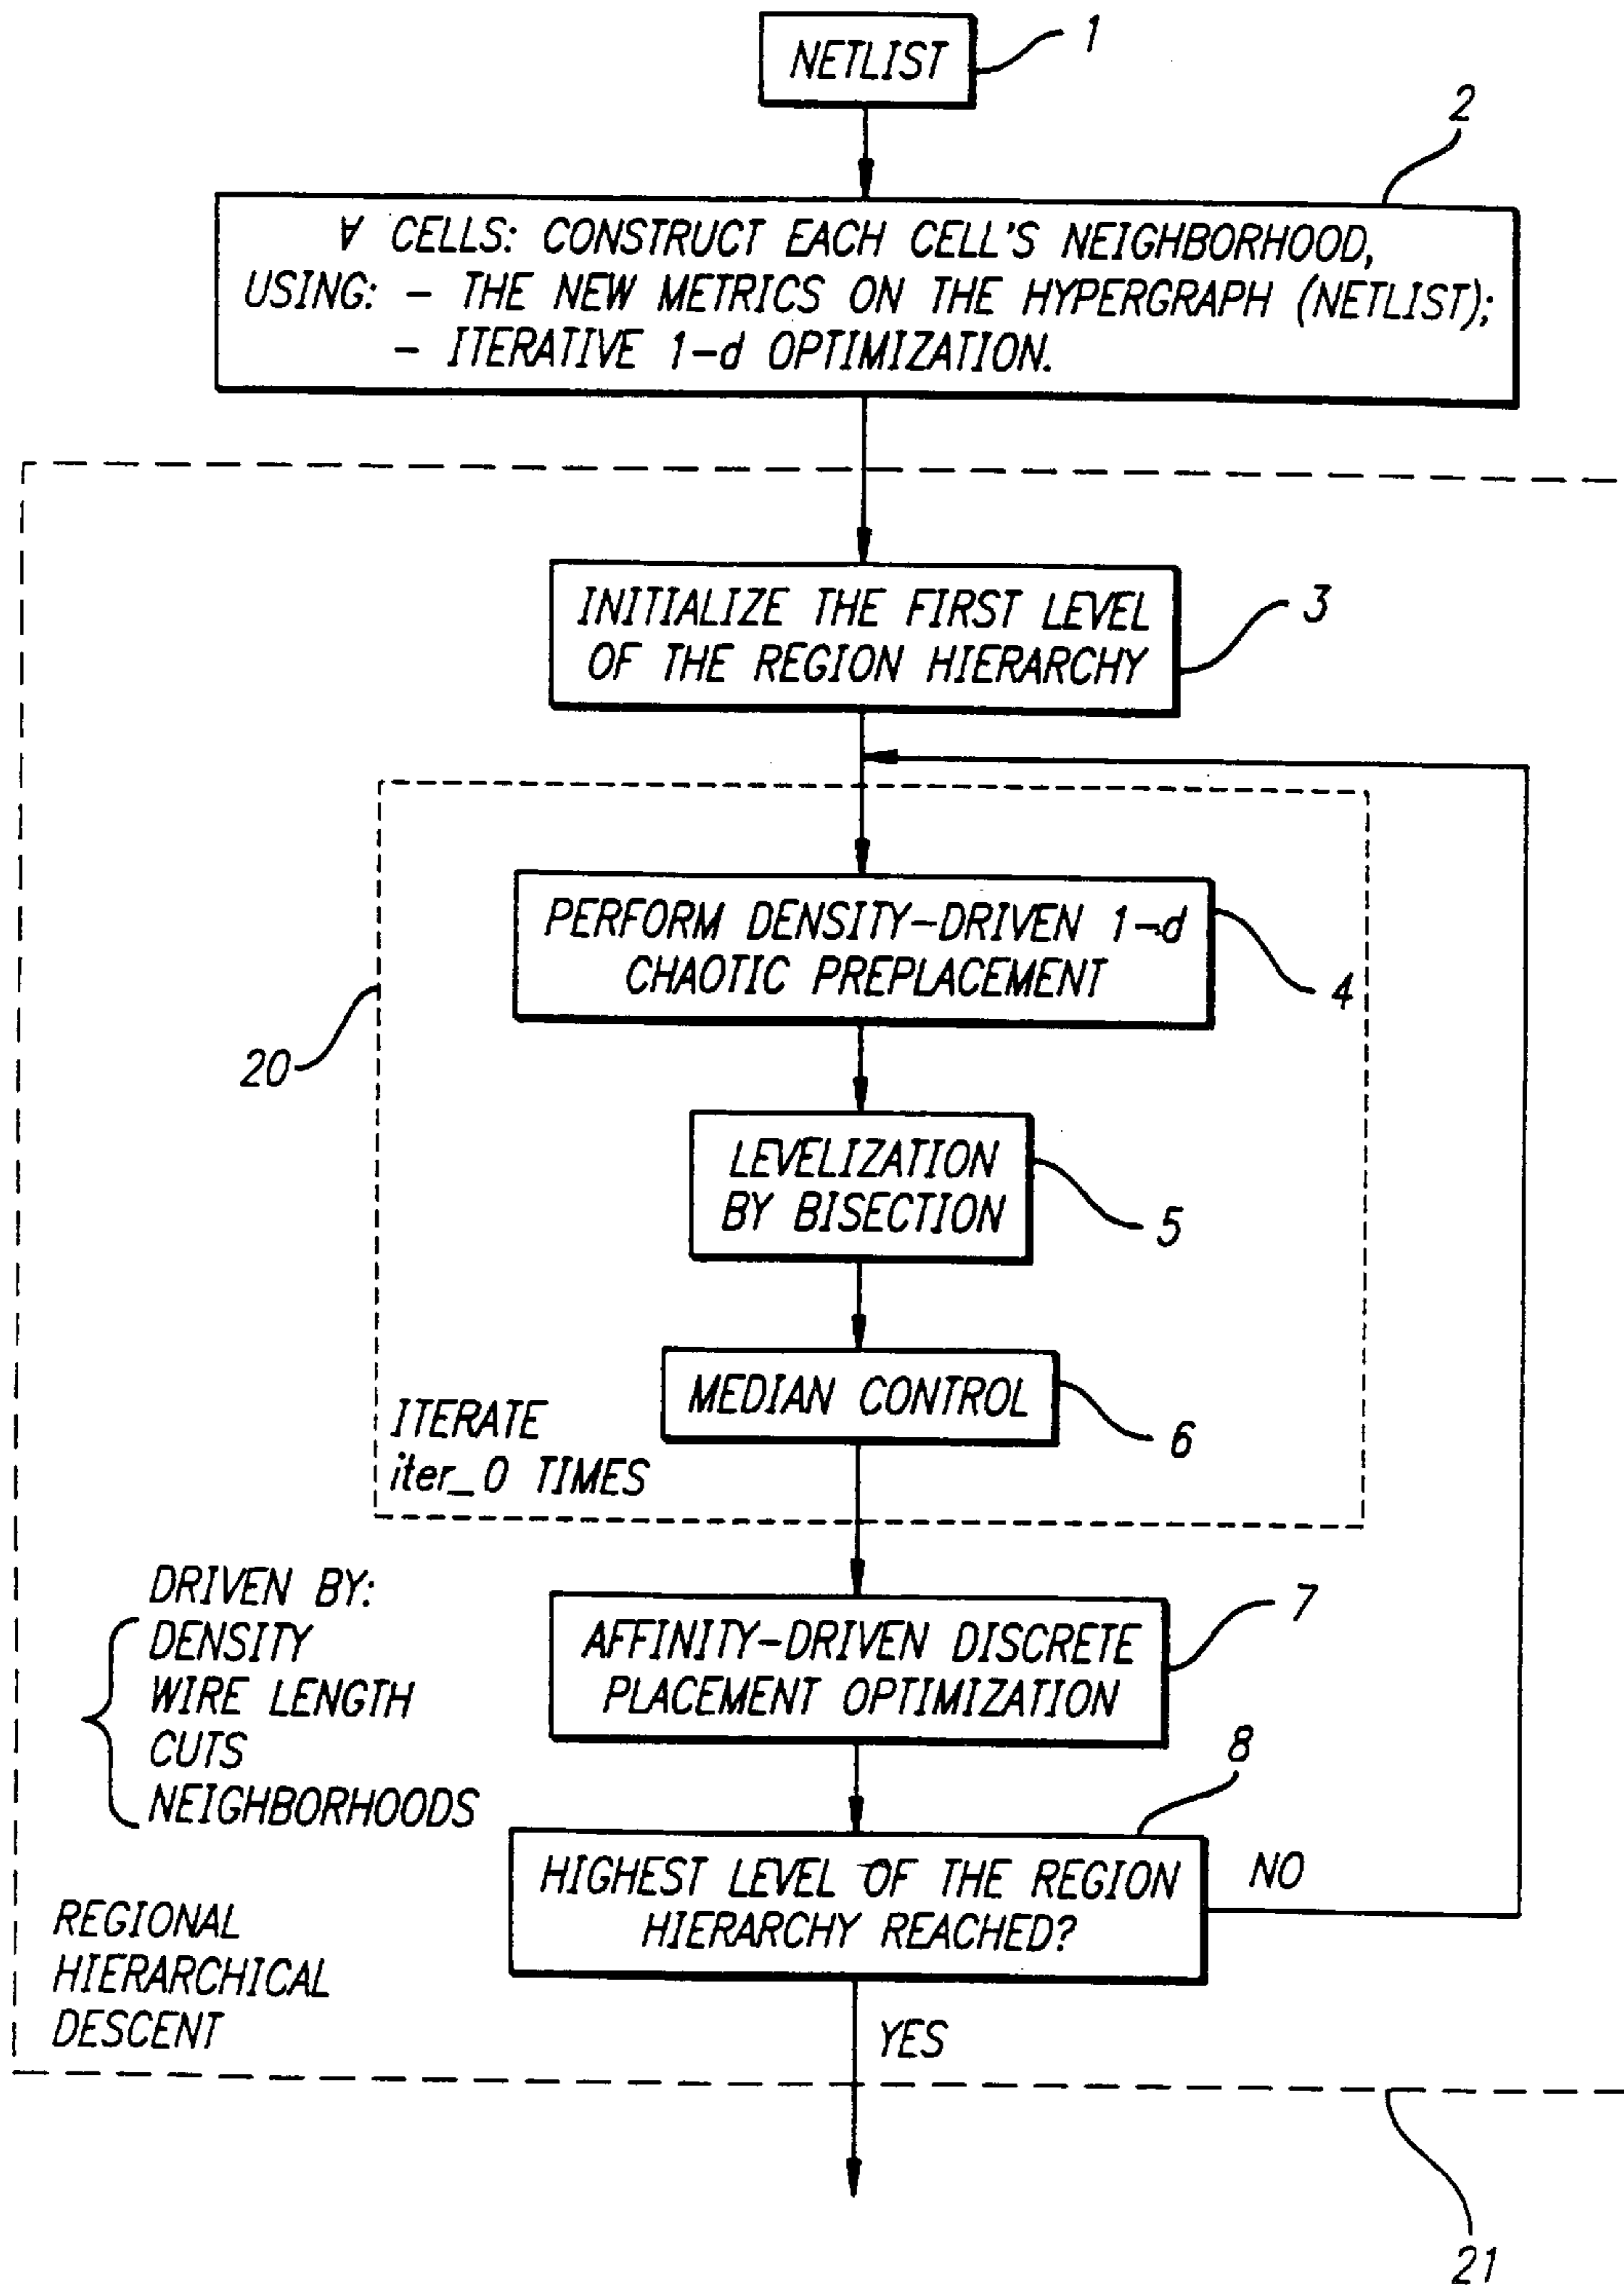 NETLIST
1
2
∀ CELLS: CONSTRUCT EACH CELL'S NEIGHBORHOOD,
USING: – THE NEW METRICS ON THE HYPERGRAPH (NETLIST);
– ITERATIVE 1-d OPTIMIZATION.
INITIALIZE THE FIRST LEVEL
OF THE REGION HIERARCHY
3
PERFORM DENSITY-DRIVEN 1-d
CHAOTIC PREPLACEMENT
4
20
LEVELIZATION
BY BISECTION
5
MEDIAN CONTROL
6
ITERATE
iter_0 TIMES
DRIVEN BY:
DENSITY
WIRE LENGTH
CUTS
NEIGHBORHOODS
AFFINITY-DRIVEN DISCRETE
PLACEMENT OPTIMIZATION
7
8
HIGHEST LEVEL OF THE REGION
HIERARCHY REACHED?
NO
REGIONAL
HIERARCHICAL
DESCENT
YES
21